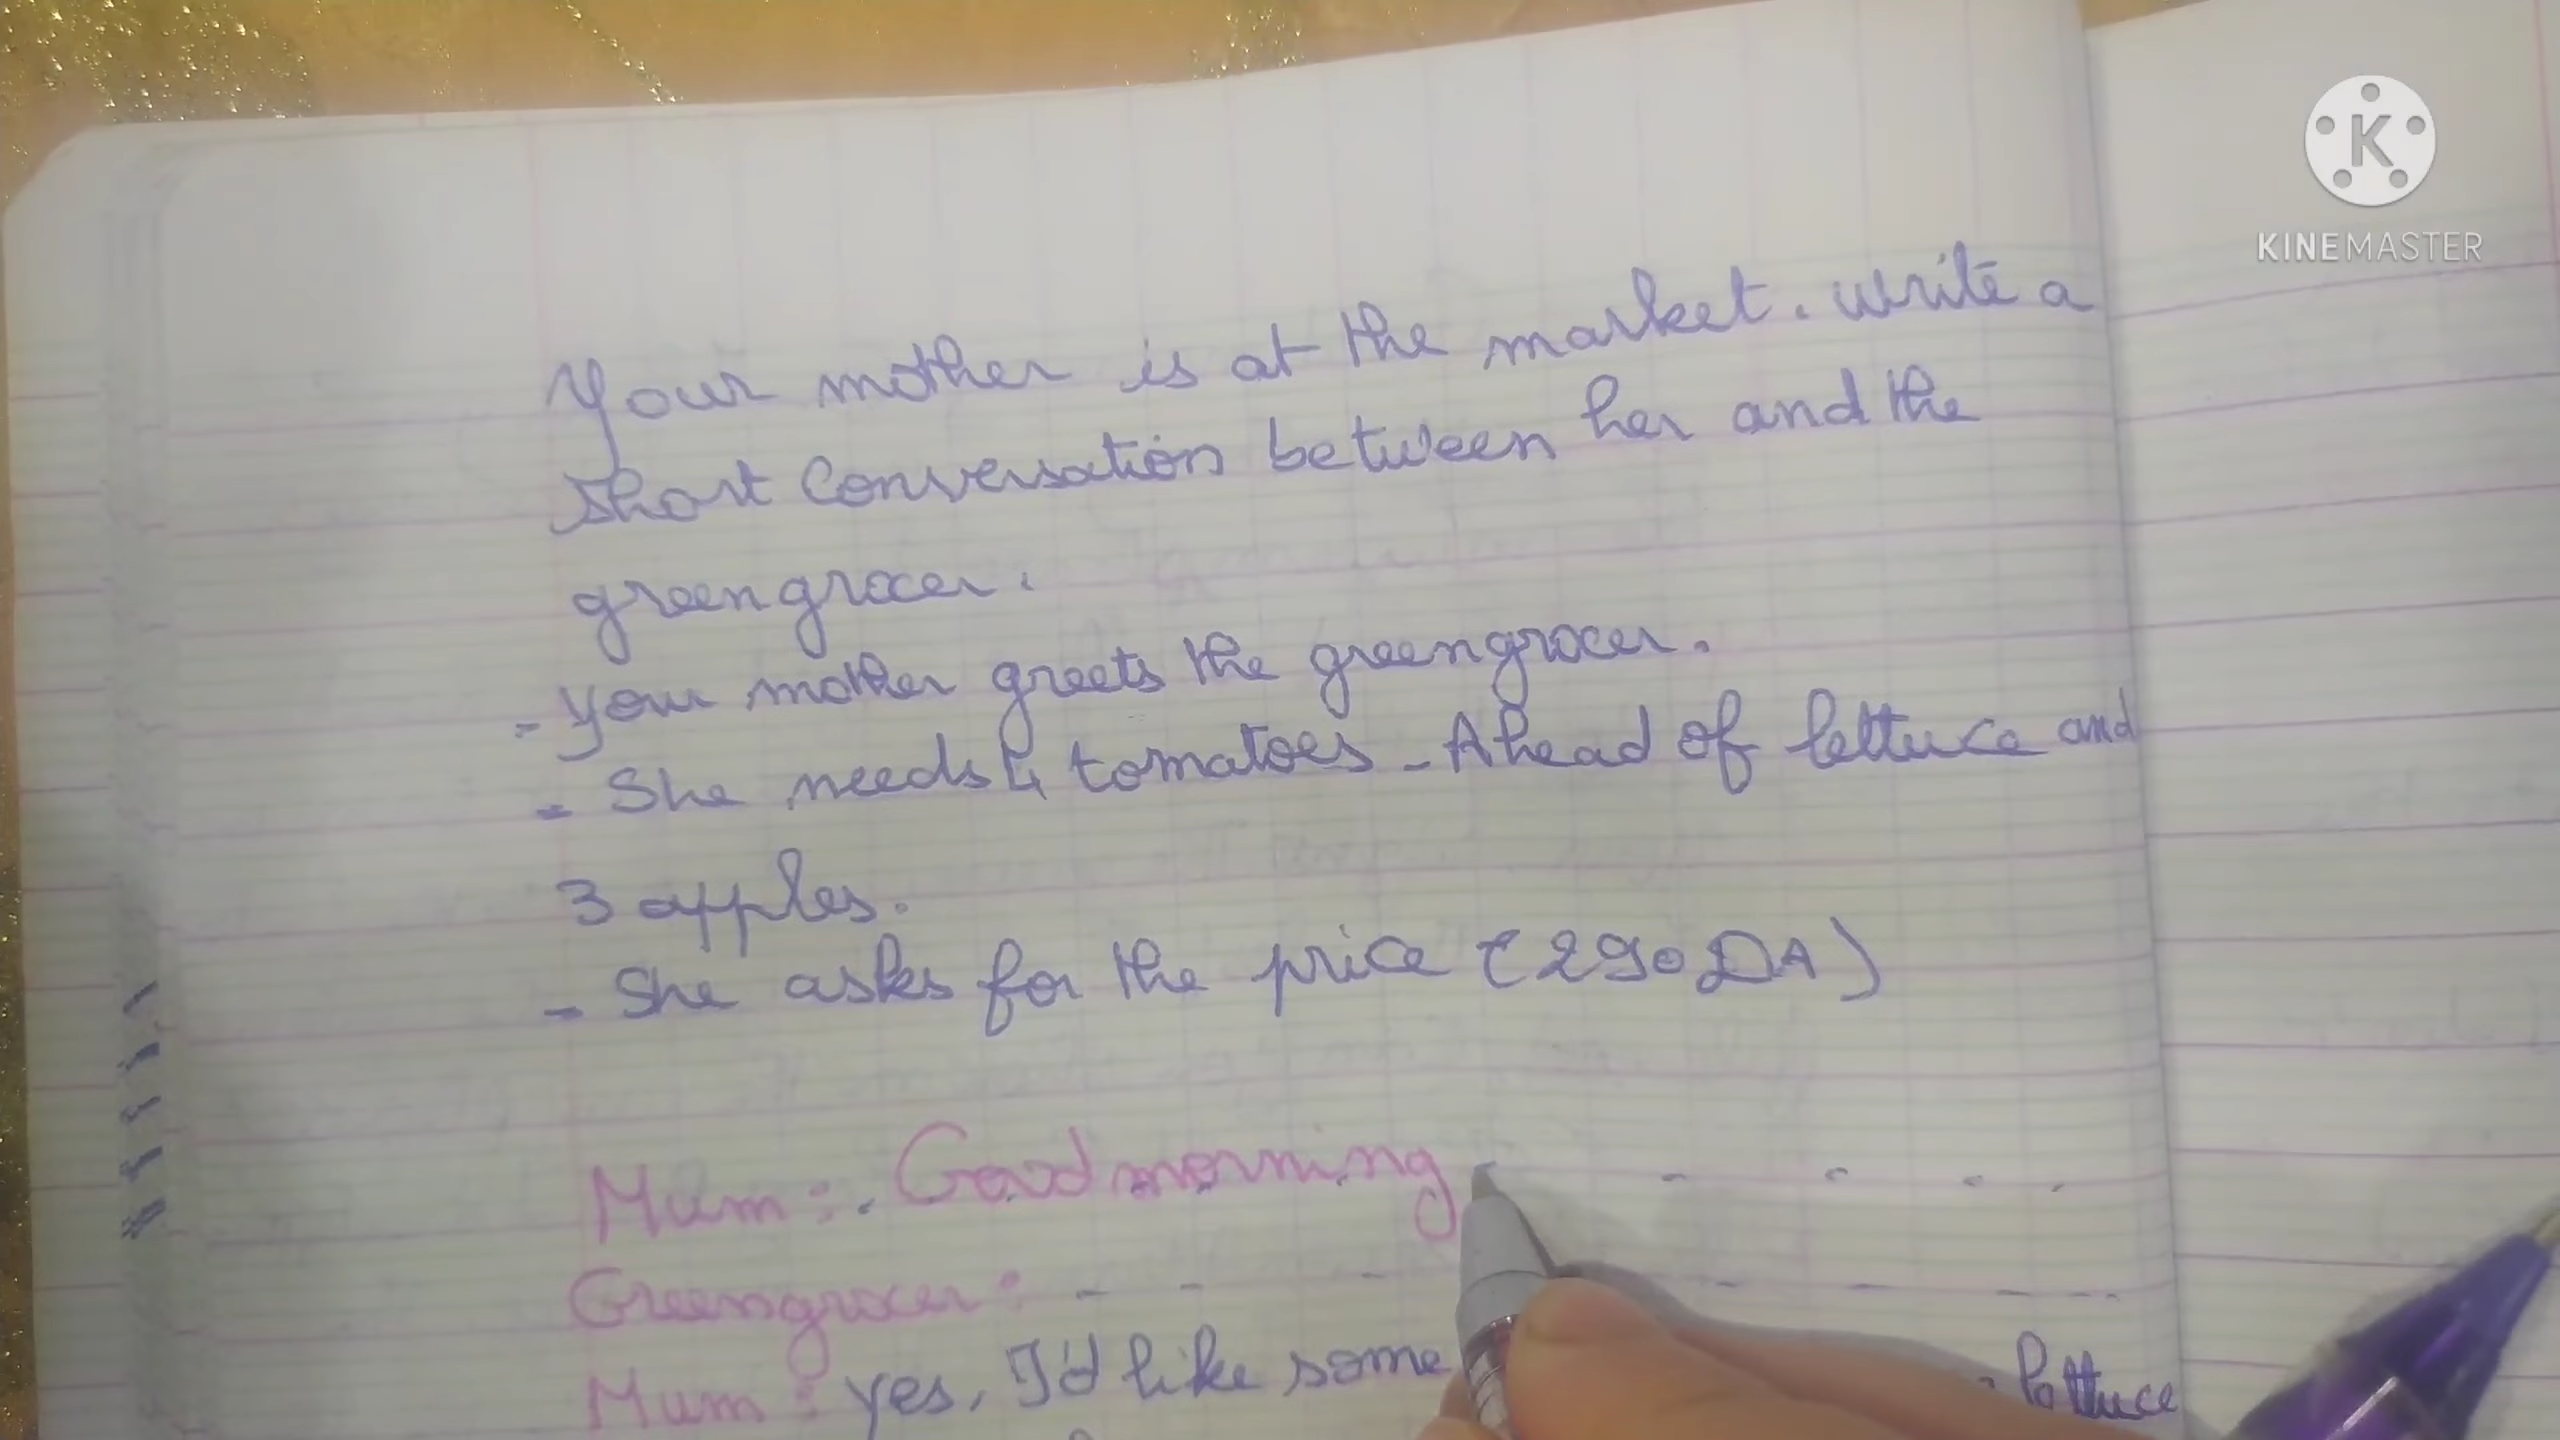 KINEMASTER
Your mother is at the market. write a
short Conversation between her and the
greengrocer.
- your mother greets the greengrocer.
- She needs 4 tomatoes - A head of lettuce and
3 apples.
- She asks for the price (290 DA)
Mum : . Good morning
Greengrocer :
Mum : yes, I'd like some lettuce